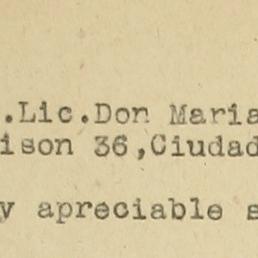 .Lic.Don Maria
ison 36,Ciudad
y apreciable s